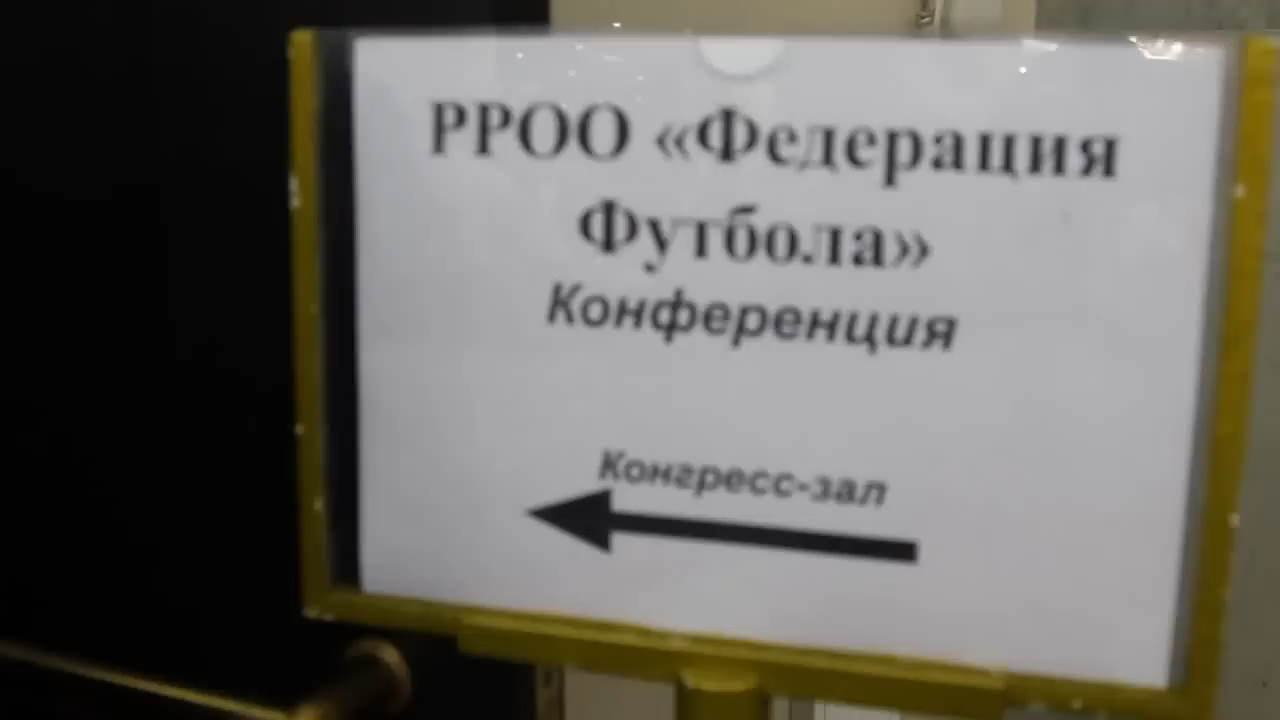 РРОО «Федерация
Футбола»
Конференция
Конгресс-зал